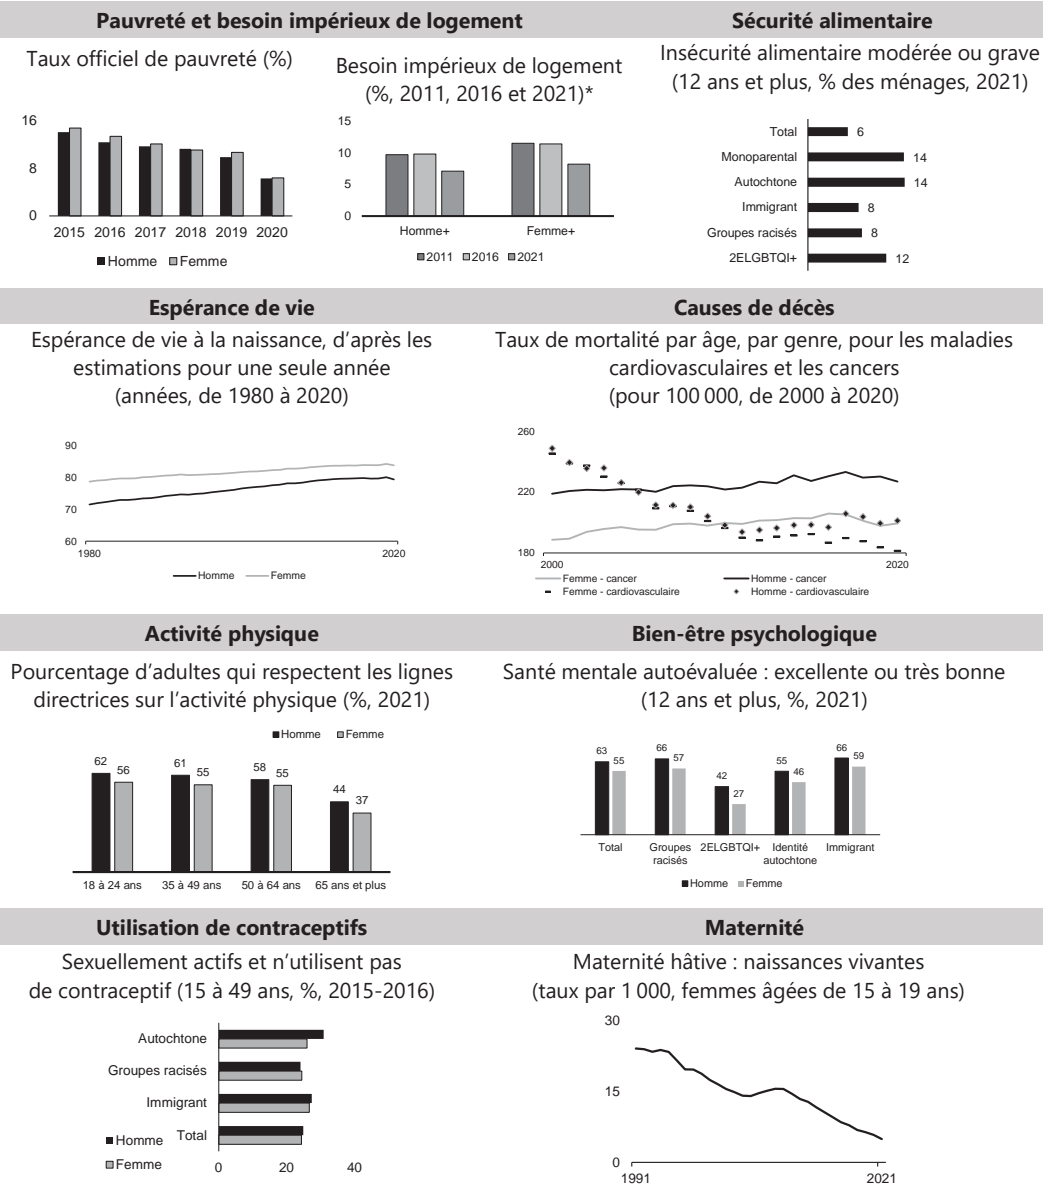 Pauvreté et besoin impérieux de logement
Taux officiel de pauvreté (%)
16
8
0
2015 2016 2017 2018 2019 2020
Homme Femme
Besoin impérieux de logement
(%, 2011, 2016 et 2021)*
15
10
5
0
Homme+ Femme+
2011 2016 2021
Sécurité alimentaire
Insécurité alimentaire modérée ou grave
(12 ans et plus, % des ménages, 2021)
Total 6
Monoparental 14
Autochtone 14
Immigrant 8
Groupes racisés 8
2ELGBTQI+ 12
Espérance de vie
Espérance de vie à la naissance, d’après les
estimations pour une seule année
(années, de 1980 à 2020)
90
80
70
60
1980 2020
Homme Femme
Causes de décès
Taux de mortalité par âge, par genre, pour les maladies
cardiovasculaires et les cancers
(pour 100 000, de 2000 à 2020)
260
220
180
2000 2020
Femme - cancer Homme - cancer
Femme - cardiovasculaire Homme - cardiovasculaire
Activité physique
Pourcentage d’adultes qui respectent les lignes
directrices sur l’activité physique (%, 2021)
Homme Femme
62 56 61 55 58 55 44 37
18 à 24 ans 35 à 49 ans 50 à 64 ans 65 ans et plus
Bien-être psychologique
Santé mentale autoévaluée : excellente ou très bonne
(12 ans et plus, %, 2021)
63 55 66 57 42 27 55 46 66 59
Total Groupes racisés 2ELGBTQI+ Identité autochtone Immigrant
Homme Femme
Utilisation de contraceptifs
Sexuellement actifs et n’utilisent pas
de contraceptif (15 à 49 ans, %, 2015-2016)
Autochtone
Groupes racisés
Immigrant
Total
Homme
Femme
0 20 40
Maternité
Maternité hâtive : naissances vivantes
(taux par 1 000, femmes âgées de 15 à 19 ans)
30
15
0
1991 2021